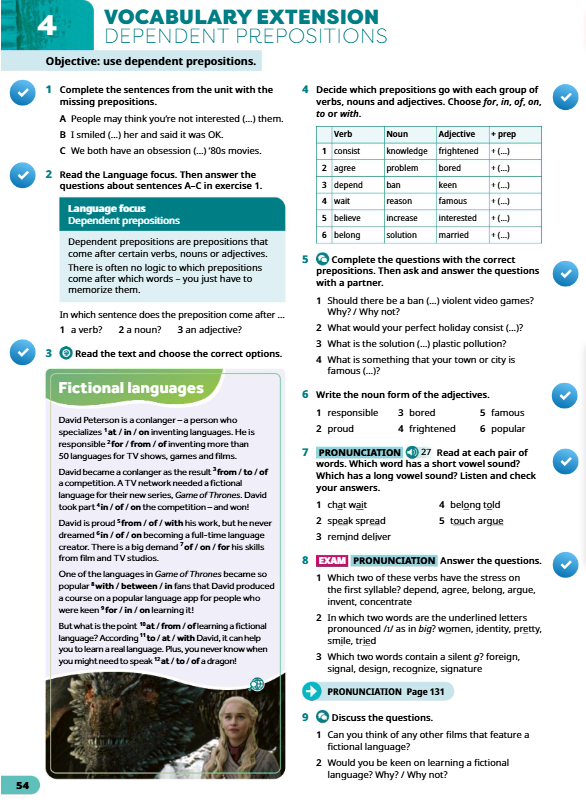 4
VOCABULARY EXTENSION
DEPENDENT PREPOSITIONS
Objective: use dependent prepositions.
1 Complete the sentences from the unit with the
missing prepositions.
A People may think you're not interested (...) them.
B I smiled (...) her and said it was OK.
C We both have an obsession (...) '80s movies.
2 Read the Language focus. Then answer the
questions about sentences A–C in exercise 1.
Language focus
Dependent prepositions
Dependent prepositions are prepositions that
come after certain verbs, nouns or adjectives.
There is often no logic to which prepositions
come after which words – you just have to
memorize them.
In which sentence does the preposition come after ...
1 a verb? 2 a noun? 3 an adjective?
3 Read the text and choose the correct options.
Fictional languages
David Peterson is a conlanger – a person who
specializes 1at / in / on inventing languages. He is
responsible 2for / from / of inventing more than
50 languages for TV shows, games and films.
David became a conlanger as the result 3from / to / of
a competition. A TV network needed a fictional
language for their new series, Game of Thrones. David
took part 4in / of / on the competition – and won!
David is proud 5from / of / with his work, but he never
dreamed 6in / on / of becoming a full-time language
creator. There is a big demand 7of / on / for his skills
from film and TV studios.
One of the languages in Game of Thrones became so
popular 8with / between / in fans that David produced
a course on a popular language app for people who
were keen 9for / in / on learning it!
But what is the point 10at / from / of learning a fictional
language? According 11to / at / with David, it can help
you to learn a real language. Plus, you never know when
you might need to speak 12at / to / of a dragon!
54
4 Decide which prepositions go with each group of
verbs, nouns and adjectives. Choose for, in, of, on,
to or with.
Verb Noun Adjective + prep
1 consist knowledge frightened + (...)
2 agree problem bored + (...)
3 depend ban keen + (...)
4 wait reason famous + (...)
5 believe increase interested + (...)
6 belong solution married + (...)
5 Complete the questions with the correct
prepositions. Then ask and answer the questions
with a partner.
1 Should there be a ban (...) violent video games?
Why? / Why not?
2 What would your perfect holiday consist (...)?
3 What is the solution (...) plastic pollution?
4 What is something that your town or city is
famous (...)?
6 Write the noun form of the adjectives.
1 responsible 3 bored 5 famous
2 proud 4 frightened 6 popular
7 PRONUNCIATION 27 Read at each pair of
words. Which word has a short vowel sound?
Which has a long vowel sound? Listen and check
your answers.
1 chat wait 4 belong told
2 speak spread 5 touch argue
3 remind deliver
8 EXAM PRONUNCIATION Answer the questions.
1 Which two of these verbs have the stress on
the first syllable? depend, agree, belong, argue,
invent, concentrate
2 In which two words are the underlined letters
pronounced /ɪ/ as in big? women, identity, pretty,
smile, tried
3 Which two words contain a silent g? foreign,
signal, design, recognize, signature
PRONUNCIATION Page 131
9 Discuss the questions.
1 Can you think of any other films that feature a
fictional language?
2 Would you be keen on learning a fictional
language? Why? / Why not?